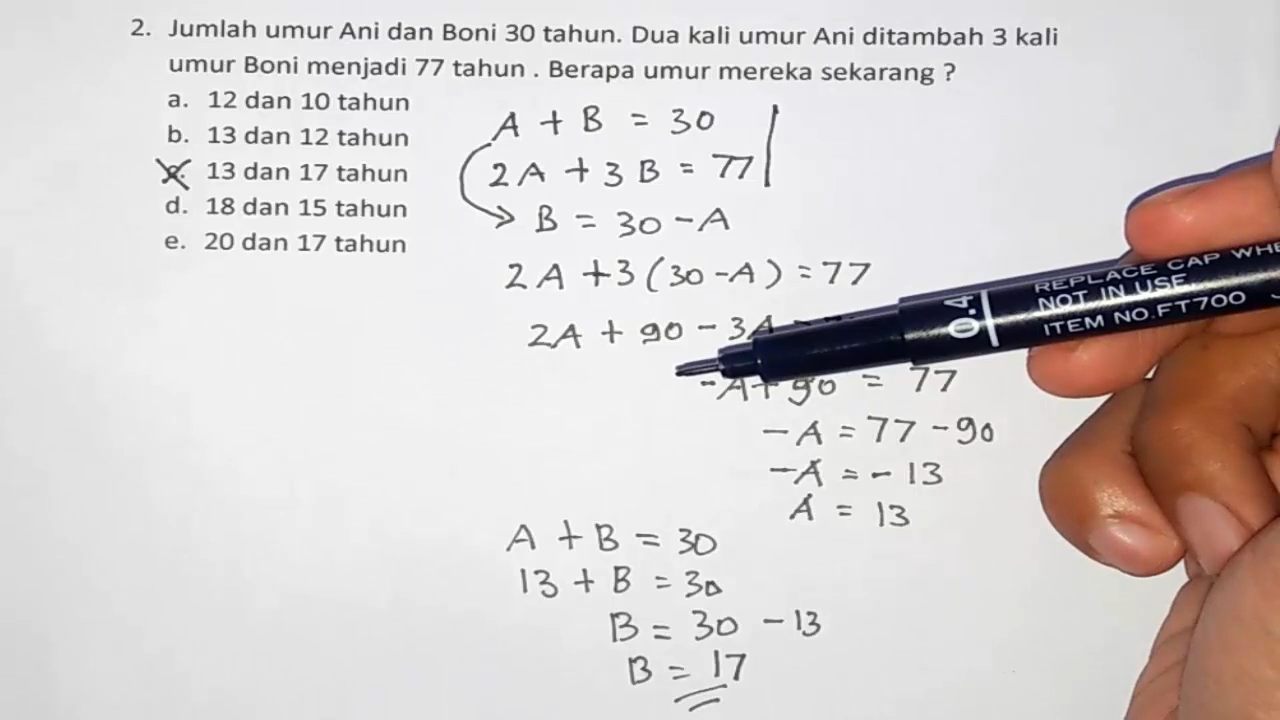 2. Jumlah umur Ani dan Boni 30 tahun. Dua kali umur Ani ditambah 3 kali
umur Boni menjadi 77 tahun . Berapa umur mereka sekarang ?
a. 12 dan 10 tahun
b. 13 dan 12 tahun
c. 13 dan 17 tahun
d. 18 dan 15 tahun
e. 20 dan 17 tahun
A + B = 30
2A + 3B = 77
B = 30 - A
2A + 3(30 - A) = 77
2A + 90 - 3A
-A + 90 = 77
-A = 77 - 90
-A = - 13
A = 13
A + B = 30
13 + B = 30
B = 30 - 13
B = 17
0.4
REPLACE CAP WHE
NOT IN USE
ITEM NO.FT700